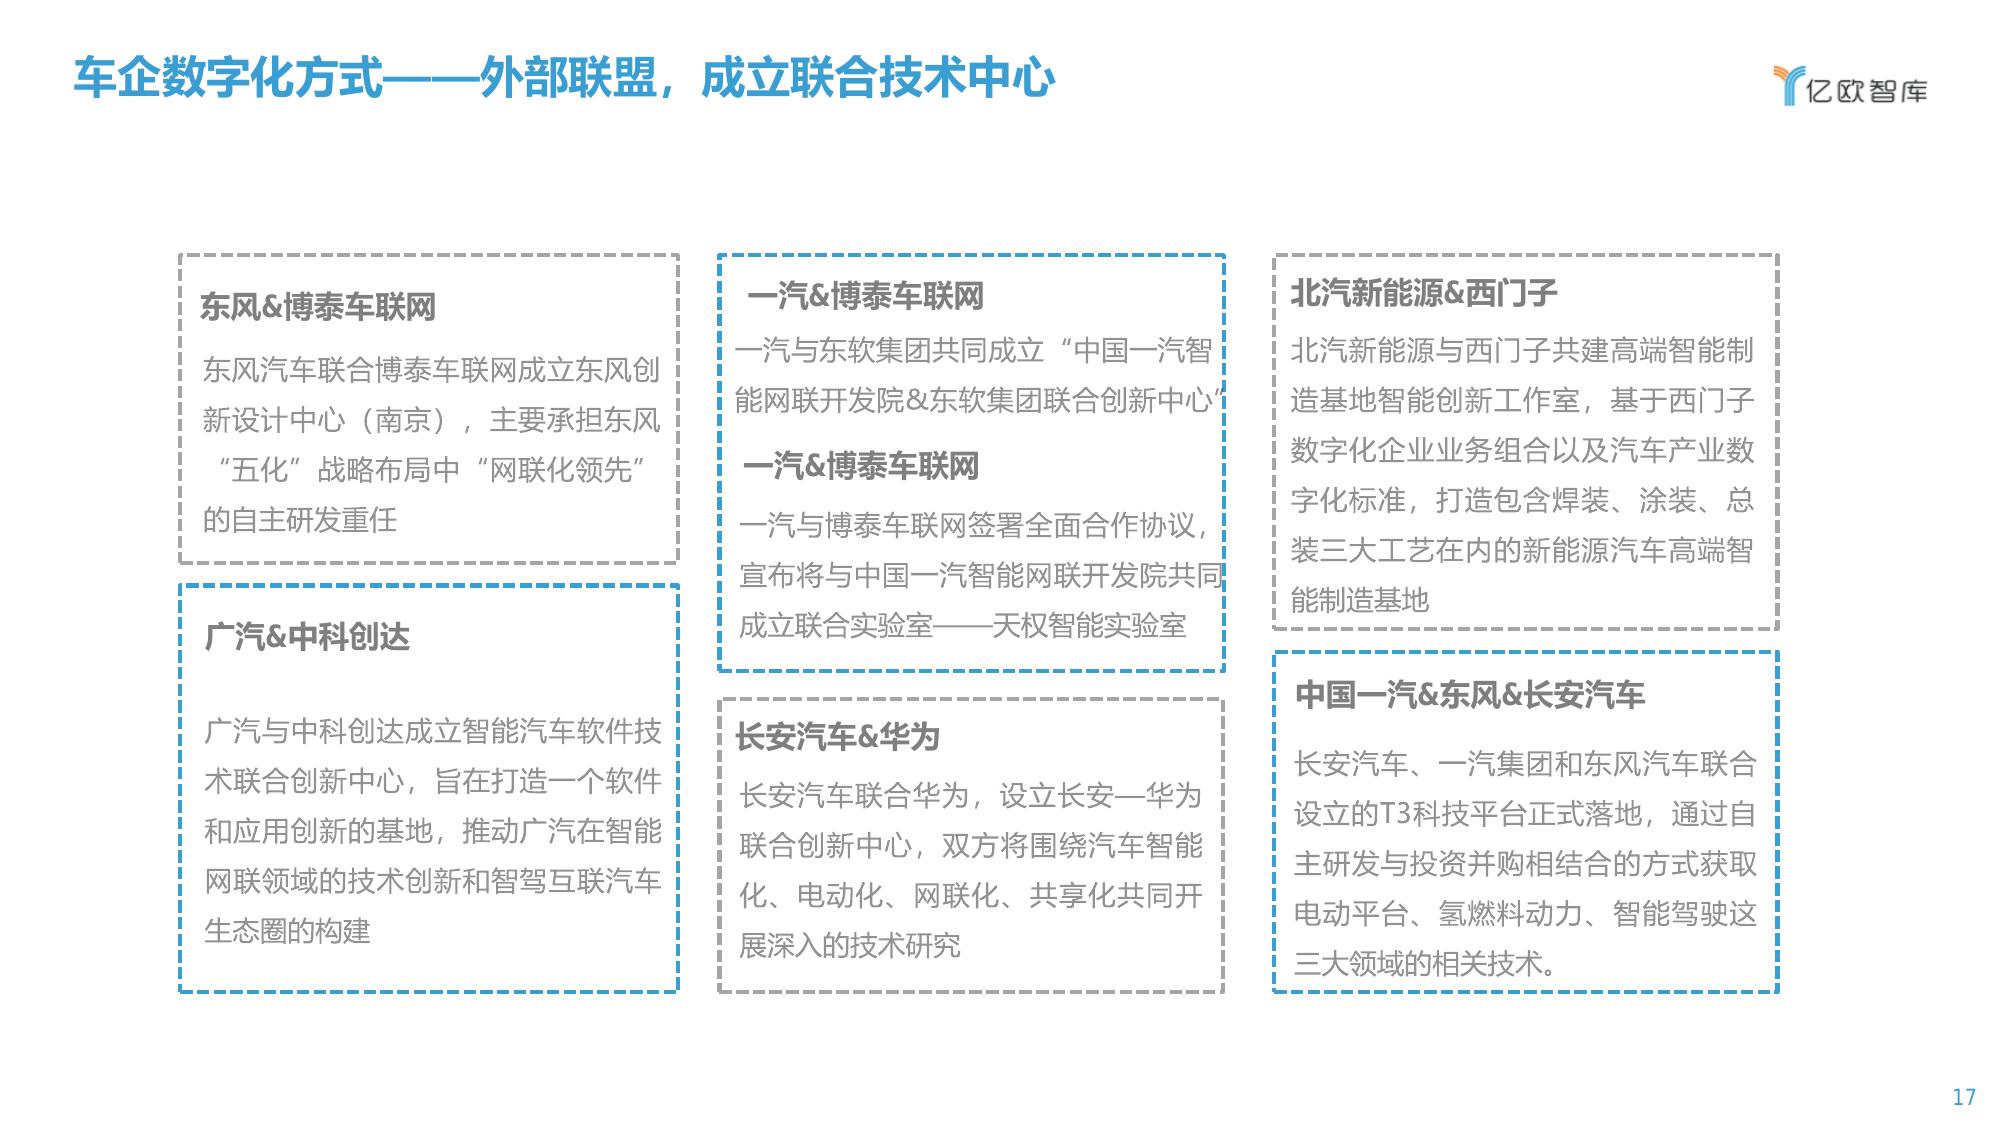 车企数字化方式——外部联盟，成立联合技术中心
亿欧智库
东风&博泰车联网
东风汽车联合博泰车联网成立东风创
新设计中心（南京），主要承担东风
“五化”战略布局中“网联化领先”
的自主研发重任
广汽&中科创达
广汽与中科创达成立智能汽车软件技
术联合创新中心，旨在打造一个软件
和应用创新的基地，推动广汽在智能
网联领域的技术创新和智驾互联汽车
生态圈的构建
一汽&博泰车联网
一汽与东软集团共同成立“中国一汽智
能网联开发院&东软集团联合创新中心”
一汽&博泰车联网
一汽与博泰车联网签署全面合作协议，
宣布将与中国一汽智能网联开发院共同
成立联合实验室——天权智能实验室
长安汽车&华为
长安汽车联合华为，设立长安—华为
联合创新中心，双方将围绕汽车智能
化、电动化、网联化、共享化共同开
展深入的技术研究
北汽新能源&西门子
北汽新能源与西门子共建高端智能制
造基地智能创新工作室，基于西门子
数字化企业业务组合以及汽车产业数
字化标准，打造包含焊装、涂装、总
装三大工艺在内的新能源汽车高端智
能制造基地
中国一汽&东风&长安汽车
长安汽车、一汽集团和东风汽车联合
设立的T3科技平台正式落地，通过自
主研发与投资并购相结合的方式获取
电动平台、氢燃料动力、智能驾驶这
三大领域的相关技术。
17